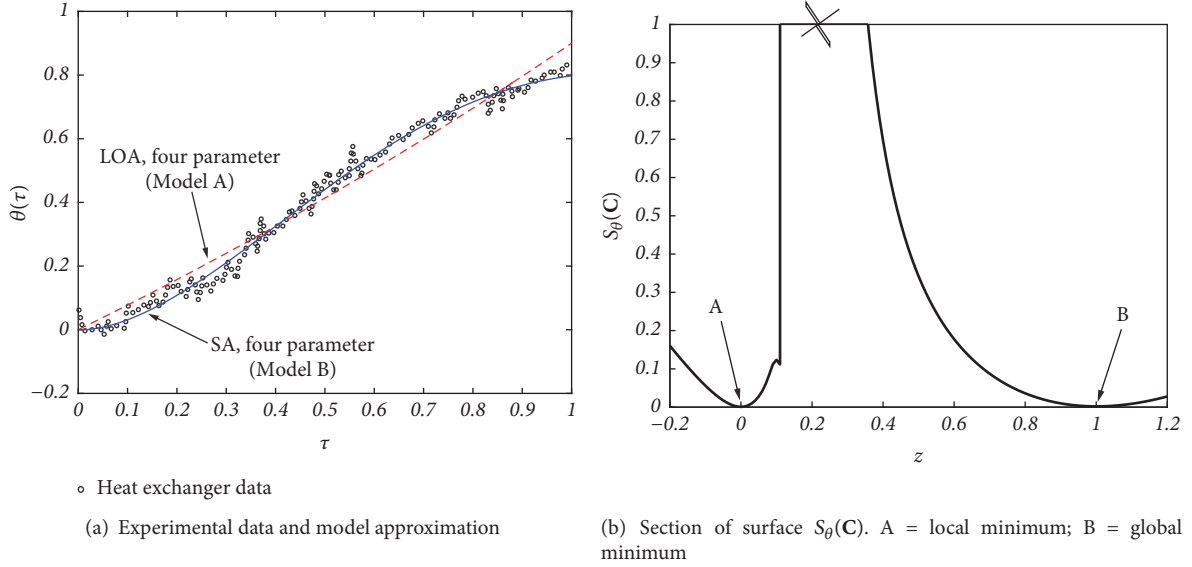 1
0.8
0.6
0.4
0.2
0
−0.2
θ(τ)
LOA, four parameter
(Model A)
SA, four parameter
(Model B)
0 0.1 0.2 0.3 0.4 0.5 0.6 0.7 0.8 0.9 1
τ
Heat exchanger data
(a) Experimental data and model approximation
1
0.9
0.8
0.7
0.6
0.5
0.4
0.3
0.2
0.1
0
S_θ(C)
A
B
−0.2 0 0.2 0.4 0.6 0.8 1 1.2
z
(b) Section of surface S_θ(C). A = local minimum; B = global
minimum